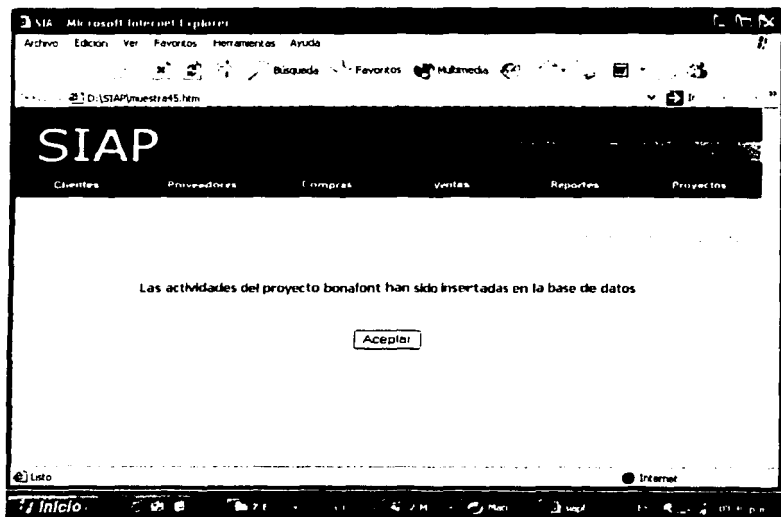 SIA Microsoft Internet Explorer
Archivo Edición Ver Favoritos Herramientas Ayuda
Búsqueda Favoritos Multimedia
D:\SIAP\muestra45.htm Ir
SIAP
Clientes Proveedores Compras Ventas Reportes Proyectos
Las actividades del proyecto bonafont han sido insertadas en la base de datos
Aceptar
Listo Internet
Inicio